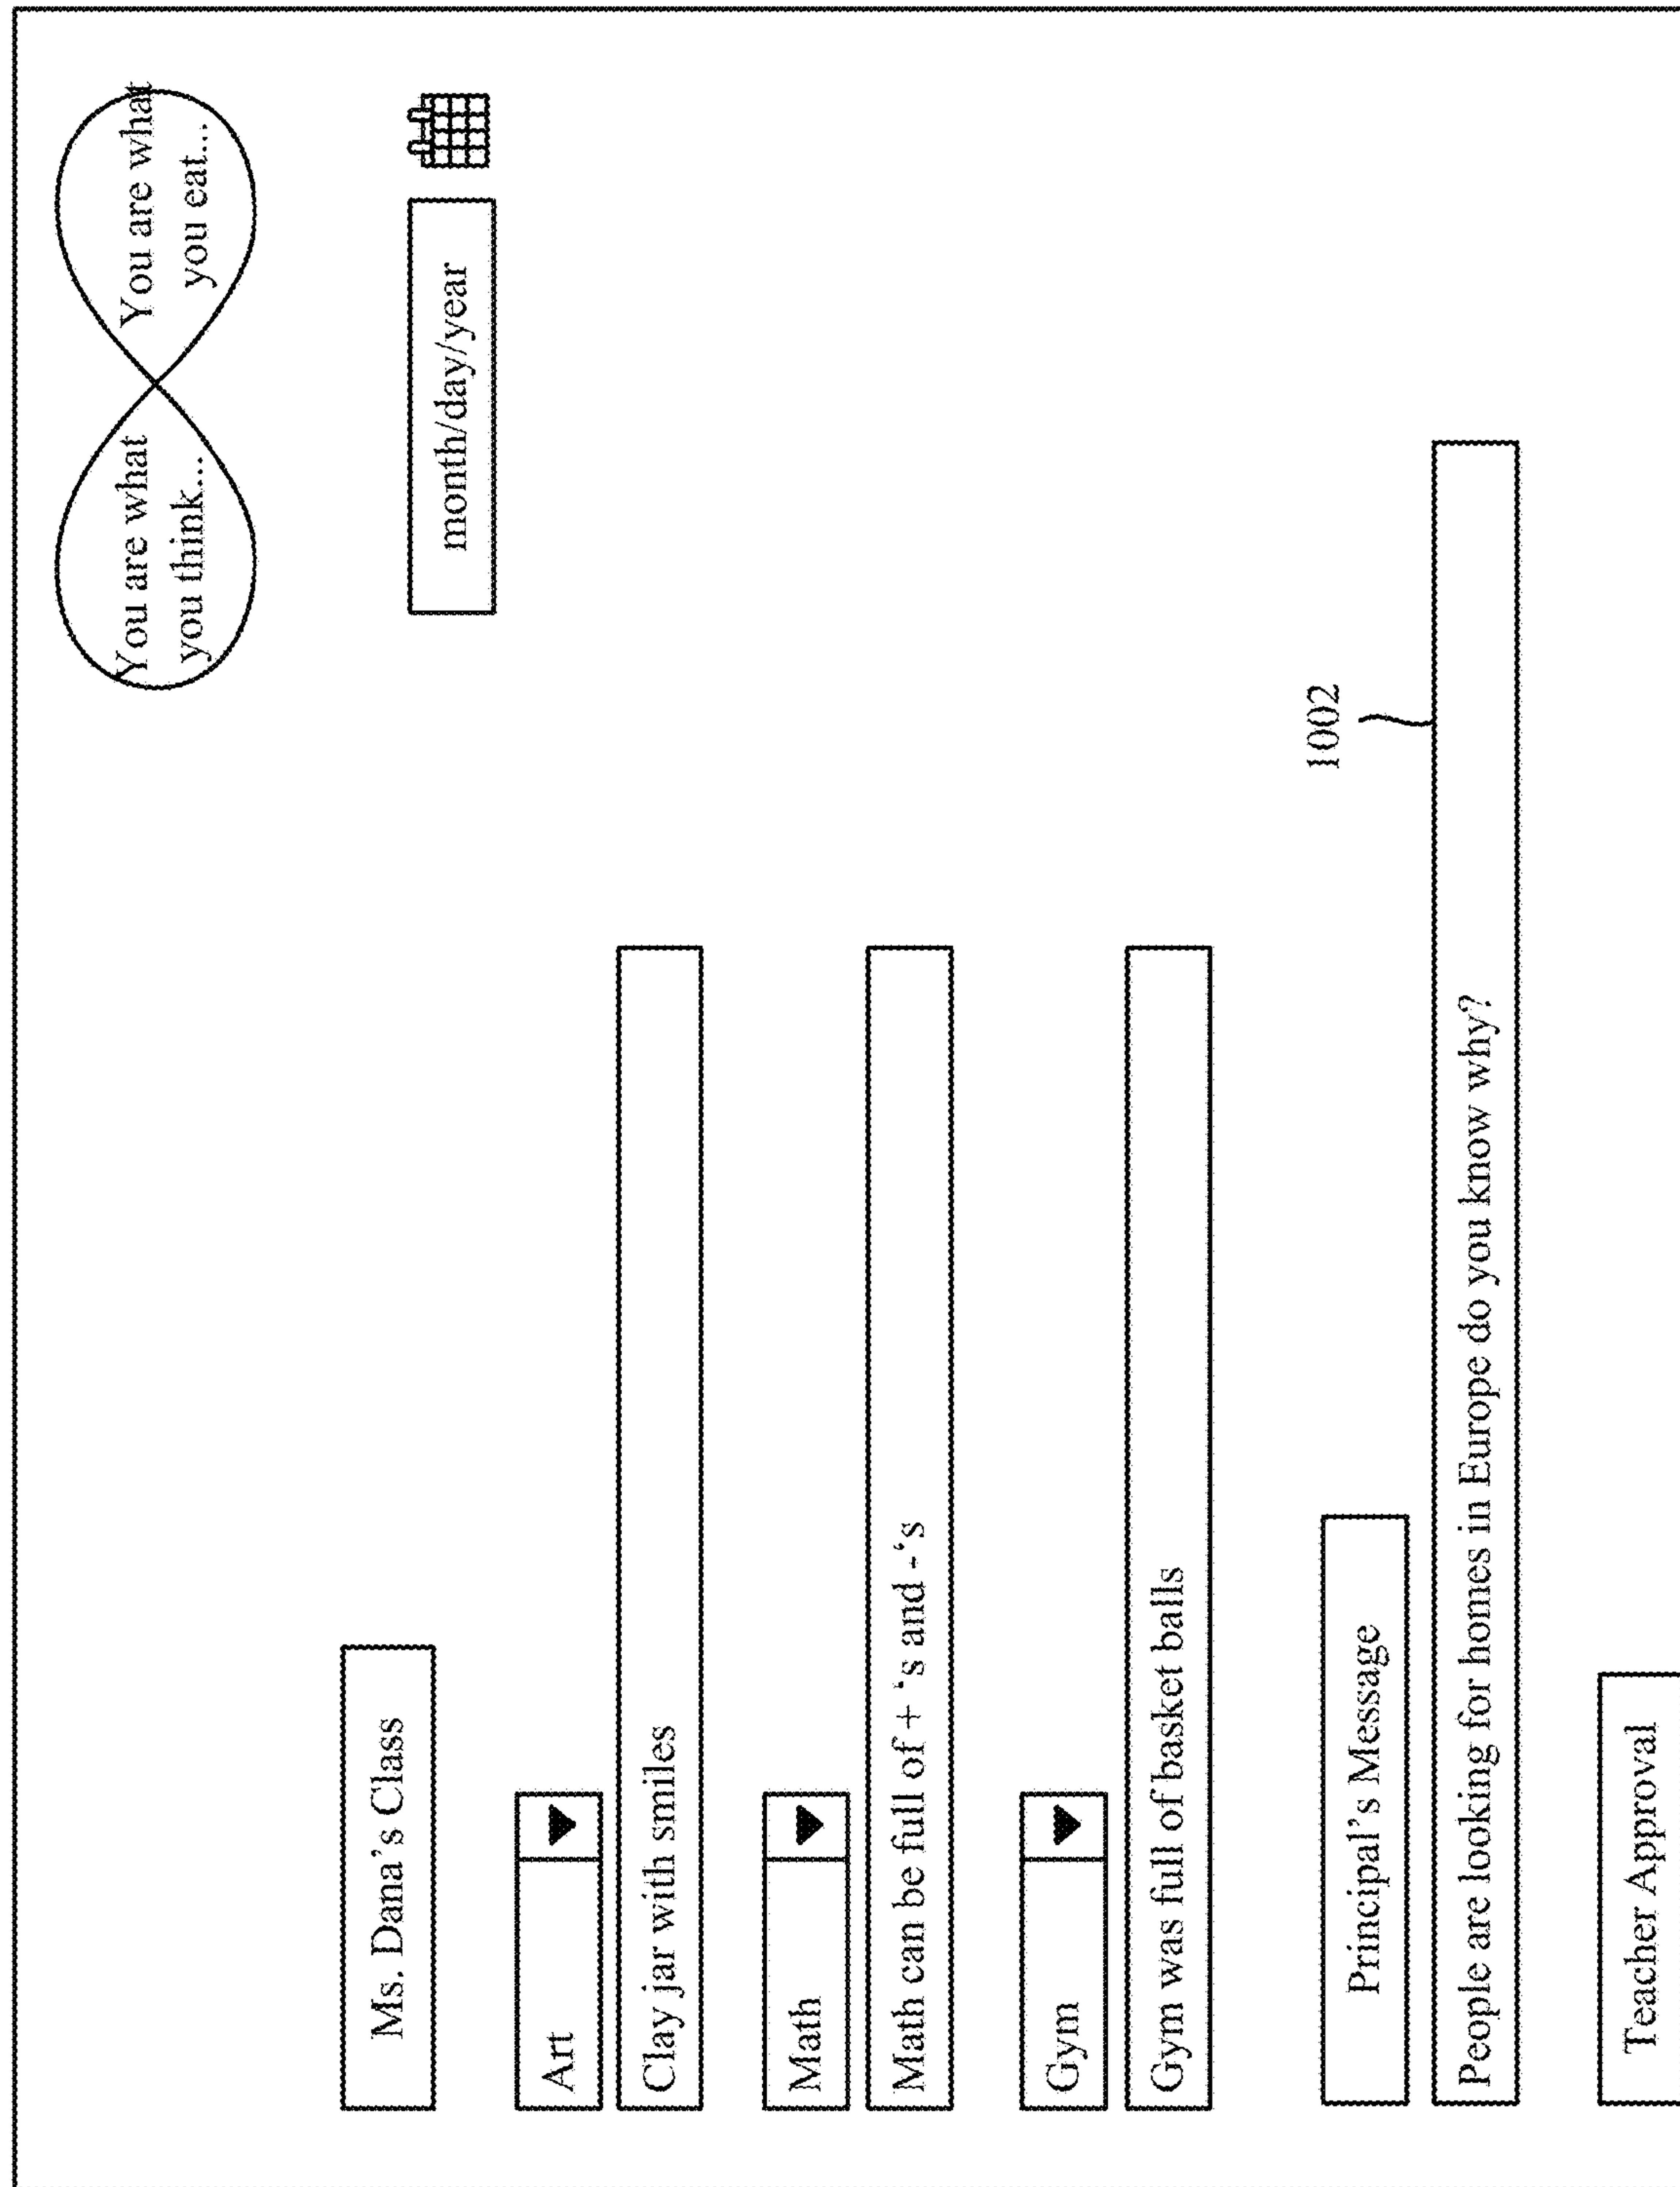 You are what
you think...
You are what
you eat...
Ms. Dana's Class
month/day/year
Art
Clay jar with smiles
Math
Math can be full of + ‘s and -‘s
Gym
Gym was full of basket balls
1002
Principal's Message
People are looking for homes in Europe do you know why?
Teacher Approval